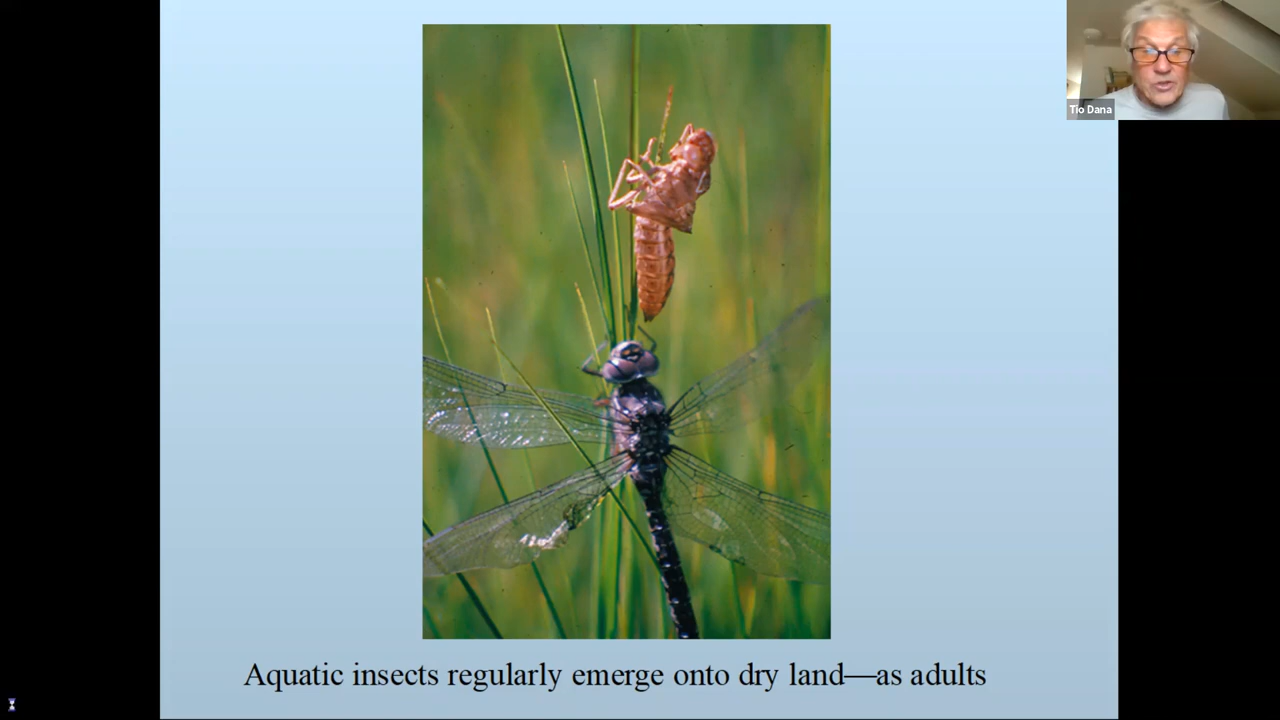 Tio Dana
Aquatic insects regularly emerge onto dry land—as adults